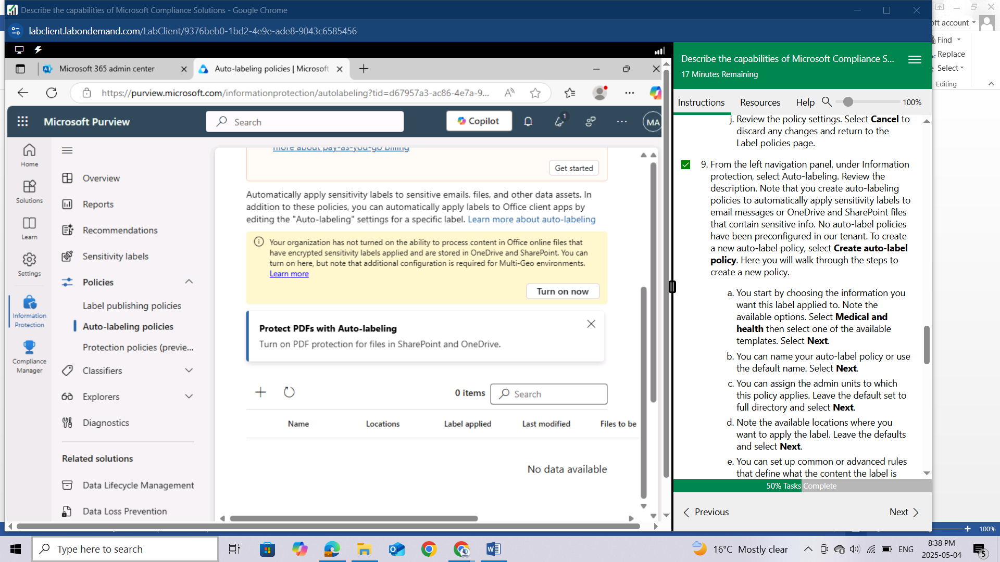 Describe the capabilities of Microsoft Compliance Solutions - Google Chrome
labclient.labondemand.com/LabClient/9376beb0-1bd2-4e9e-ade8-9043c6585456
oft account
Find
Replace
Select
Editing
Microsoft 365 admin center
Auto-labeling policies | Microsoft
https://purview.microsoft.com/informationprotection/autolabeling?tid=d67957a3-ac86-4e7a-9...
Microsoft Purview
Search
Copilot
1
MA
Home
Solutions
Learn
Settings
Information
Protection
Compliance
Manager
Overview
Reports
Recommendations
Sensitivity labels
Policies
Label publishing policies
Auto-labeling policies
Protection policies (previe...
Classifiers
Explorers
Diagnostics
Related solutions
Data Lifecycle Management
Data Loss Prevention
more about pay-as-you-go billing
Get started
Automatically apply sensitivity labels to sensitive emails, files, and other data assets. In
addition to these policies, you can automatically apply labels to Office client apps by
editing the "Auto-labeling" settings for a specific label. Learn more about auto-labeling
Your organization has not turned on the ability to process content in Office online files that
have encrypted sensitivity labels applied and are stored in OneDrive and SharePoint. You can
turn on here, but note that additional configuration is required for Multi-Geo environments.
Learn more
Turn on now
Protect PDFs with Auto-labeling
Turn on PDF protection for files in SharePoint and OneDrive.
0 items
Search
Name
Locations
Label applied
Last modified
Files to be
No data available
Describe the capabilities of Microsoft Compliance S...
17 Minutes Remaining
Instructions
Resources
Help
100%
j. Review the policy settings. Select Cancel to
discard any changes and return to the
Label policies page.
9. From the left navigation panel, under Information
protection, select Auto-labeling. Review the
description. Note that you create auto-labeling
policies to automatically apply sensitivity labels to
email messages or OneDrive and SharePoint files
that contain sensitive info. No auto-label policies
have been preconfigured in our tenant. To create
a new auto-label policy, select Create auto-label
policy. Here you will walk through the steps to
create a new policy.
a. You start by choosing the information you
want this label applied to. Note the
available options. Select Medical and
health then select one of the available
templates. Select Next.
b. You can name your auto-label policy or use
the default name. Select Next.
c. You can assign the admin units to which
this policy applies. Leave the default set to
full directory and select Next.
d. Note the available locations where you
want to apply the label. Leave the defaults
and select Next.
e. You can set up common or advanced rules
that define what the content the label is
50% Tasks Complete
Previous
Next
100%
Type here to search
16°C Mostly clear
ENG
8:38 PM
2025-05-04
5